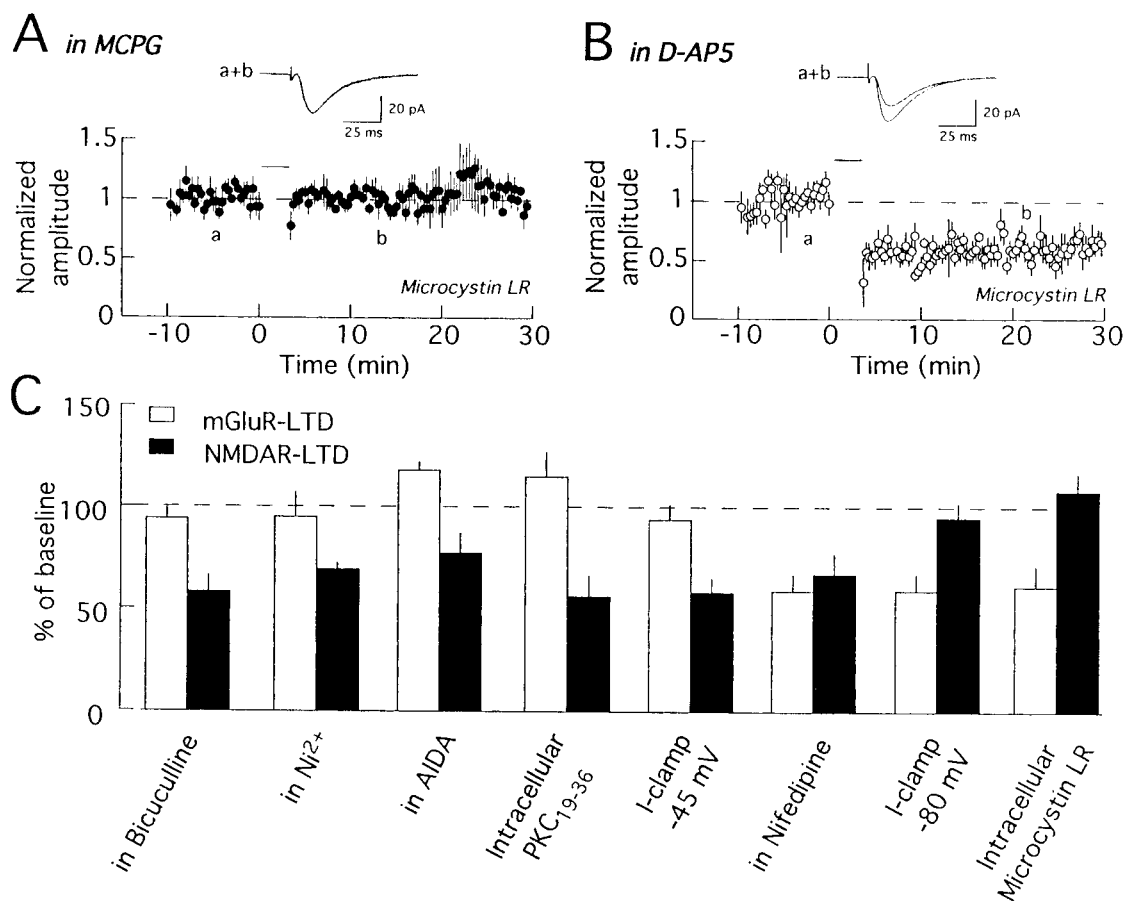 A in MCPG
a+b
20 pA
25 ms
1.5
1
0.5
0
Normalized
amplitude
a
b
Microcystin LR
-10
0
10
20
30
Time (min)
B in D-AP5
a+b
20 pA
25 ms
1.5
1
0.5
0
Normalized
amplitude
a
b
Microcystin LR
-10
0
10
20
30
Time (min)
C
150
100
50
0
% of baseline
mGluR-LTD
NMDAR-LTD
in Bicuculline
in Ni2+
in AIDA
Intracellular
PKC19-36
I-clamp
-45 mV
in Nifedipine
I-clamp
-80 mV
Intracellular
Microcystin LR